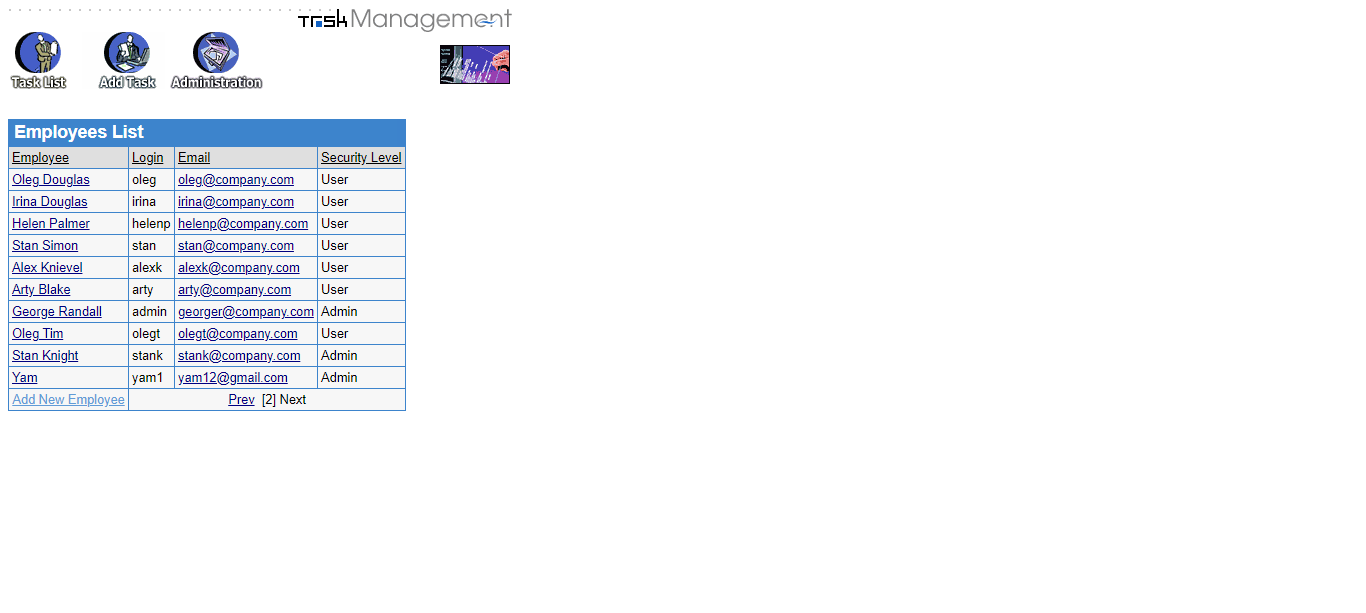 Task Management
Task List Add Task Administration
Employees List
Employee Login Email Security Level
Oleg Douglas oleg oleg@company.com User
Irina Douglas irina irina@company.com User
Helen Palmer helenp helenp@company.com User
Stan Simon stan stan@company.com User
Alex Knievel alexk alexk@company.com User
Arty Blake arty arty@company.com User
George Randall admin georger@company.com Admin
Oleg Tim olegt olegt@company.com User
Stan Knight stank stank@company.com Admin
Yam yam1 yam12@gmail.com Admin
Add New Employee Prev [2] Next